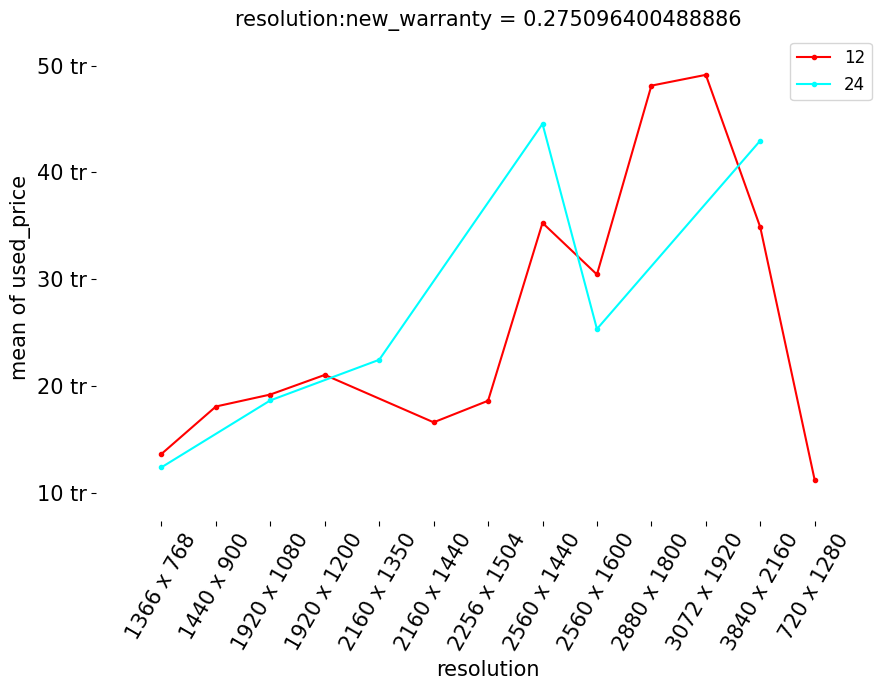 resolution:new_warranty = 0.275096400488886
12
24
50 tr
40 tr
30 tr
20 tr
10 tr
mean of used_price
1366 x 768
1440 x 900
1920 x 1080
1920 x 1200
2160 x 1350
2160 x 1440
2256 x 1504
2560 x 1440
2560 x 1600
2880 x 1800
3072 x 1920
3840 x 2160
720 x 1280
resolution